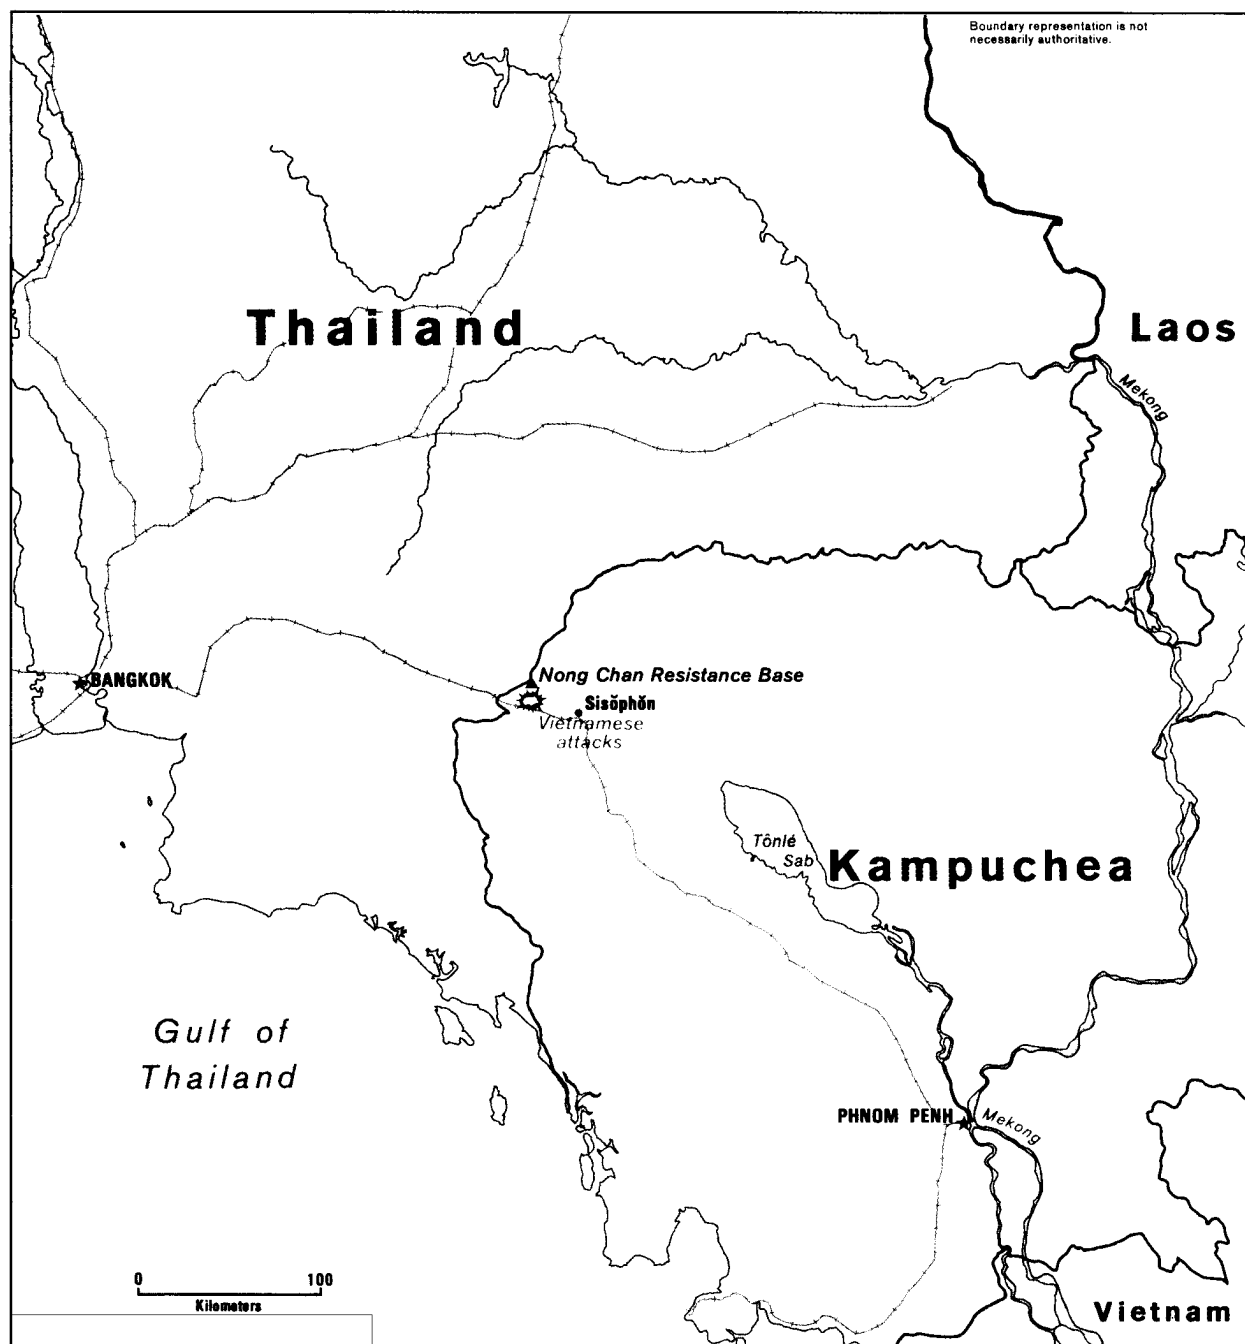 Boundary representation is not
necessarily authoritative.
Thailand
Laos
Mekong
BANGKOK
Nong Chan Resistance Base
Sisŏphŏn
Vietnamese
attacks
Tônlé
Sab
Kampuchea
Gulf of
Thailand
PHNOM PENH
Mekong
0 100
Kilometers
Vietnam